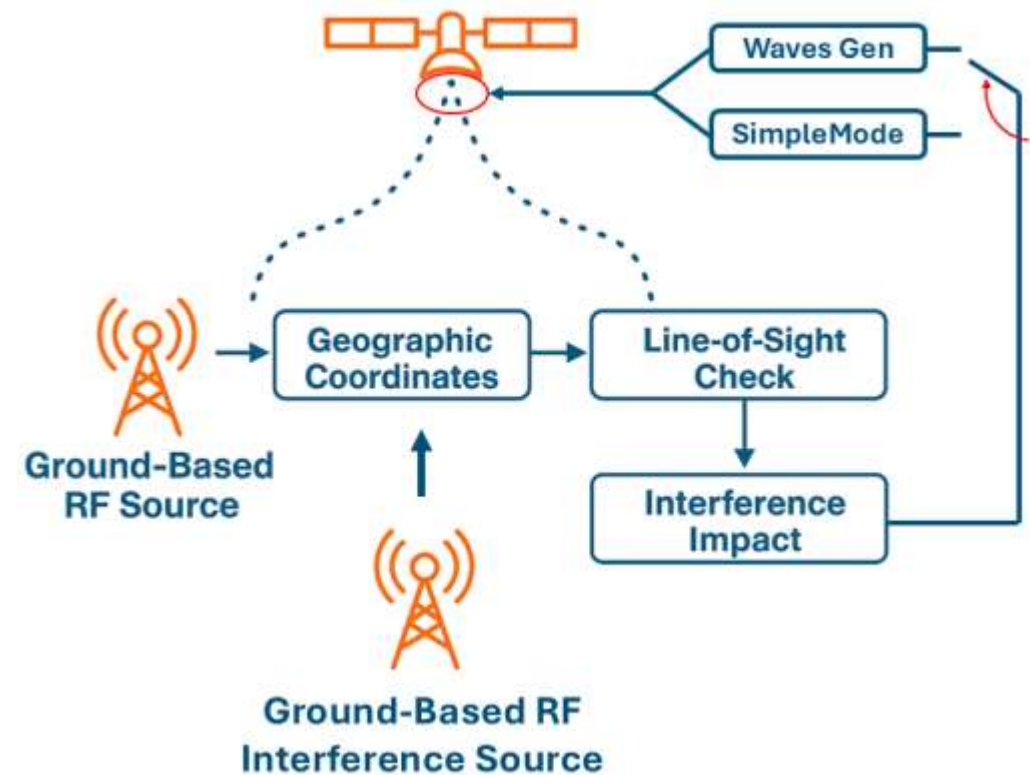 Waves Gen
SimpleMode
Geographic
Coordinates
Line-of-Sight
Check
Ground-Based
RF Source
Interference
Impact
Ground-Based RF
Interference Source